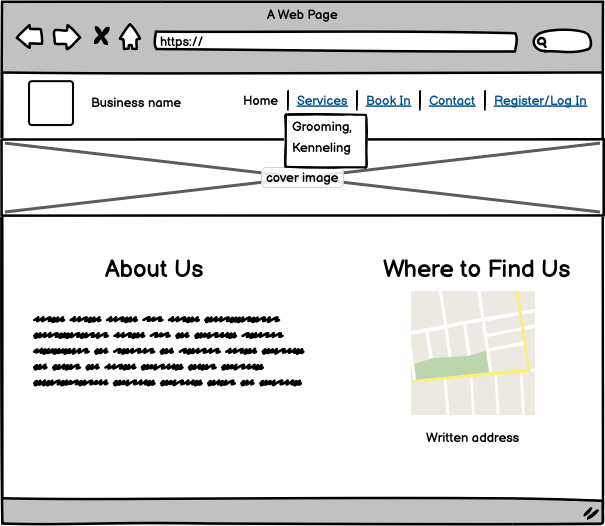 A Web Page
https://
Business name
Home Services Book In Contact Register/Log In
Grooming,
Kenneling
cover image
About Us
Where to Find Us
Written address